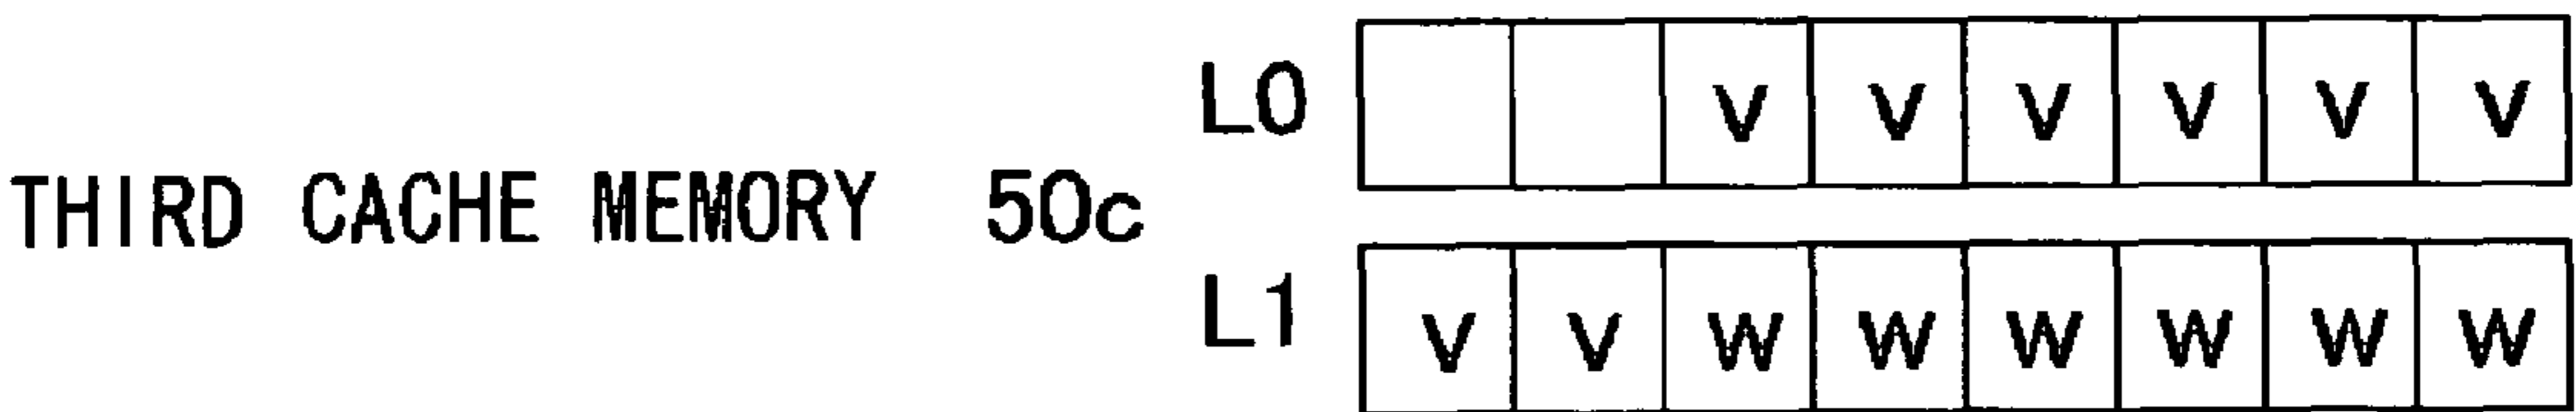 L0 V V V V V V
THIRD CACHE MEMORY 50c
L1 V V W W W W W W